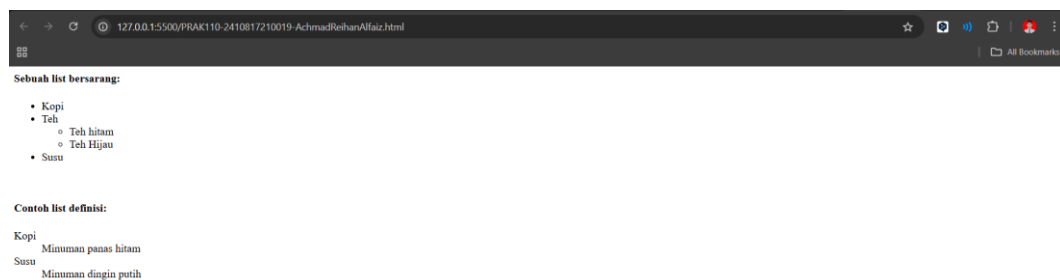 127.0.0.1:5500/PRAK110-2410817210019-AchmadReihanAlfaiz.html
All Bookmarks
Sebuah list bersarang:
Kopi
Teh
Teh hitam
Teh Hijau
Susu
Contoh list definisi:
Kopi
Minuman panas hitam
Susu
Minuman dingin putih